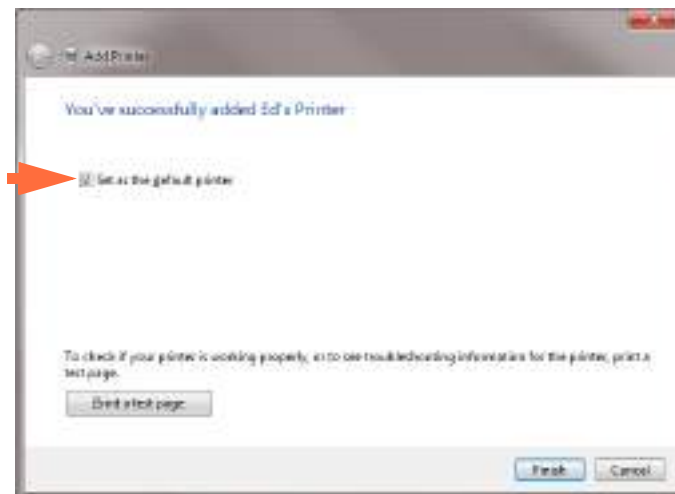 Add Printer
You've successfully added Ed's Printer
Set as the default printer
To check if your printer is working properly, or to see troubleshooting information for the printer, print a
test page.
Print a test page
Finish
Cancel